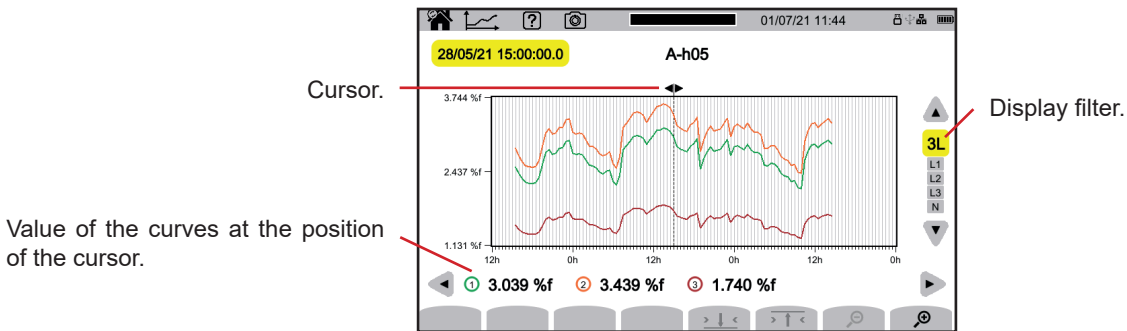 ? 01/07/21 11:44
28/05/21 15:00:00.0 A-h05
Cursor.
3.744 %f
Display filter.
3L
L1
2.437 %f
L2
L3
N
Value of the curves at the position
of the cursor.
1.131 %f
12h 0h 12h 0h 12h 0h
1 3.039 %f 2 3.439 %f 3 1.740 %f